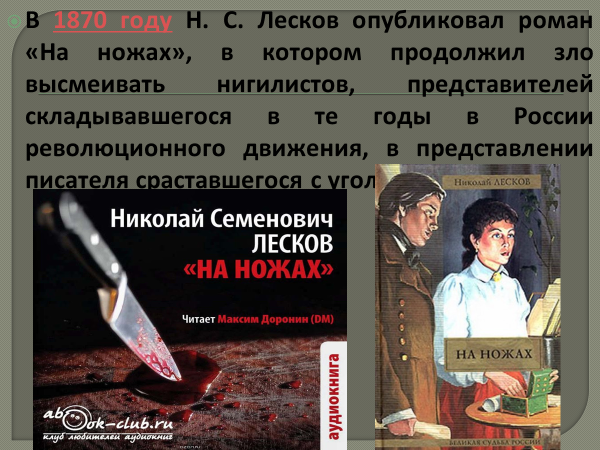 В 1870 году Н. С. Лесков опубликовал роман
«На ножах», в котором продолжил зло
высмеивать нигилистов, представителей
складывавшегося в те годы в России
революционного движения, в представлении
писателя сраставшегося с
Николай Семенович
ЛЕСКОВ
«НА НОЖАХ»
Читает Максим Доронин (DM)
аудиокнига
abook-club.ru
клуб любителей аудиокниг
Николай ЛЕСКОВ
НА НОЖАХ
ВЕЛИКАЯ СУДЬБА РОССИИ